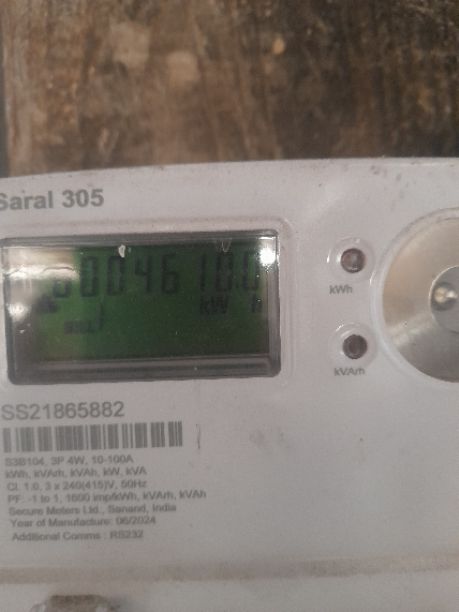 Saral 305
0004610.0
kW h
kWh
kVArh
SS21865882
S3B104, 3P 4W, 10-100A
kWh, kVArh, kVAh, kW, kVA
Cl. 1.0, 3 x 240(415)V, 50Hz
PF: -1 to 1, 1600 imp/kWh, kVArh, kVAh
Secure Meters Ltd., Sanand, India
Year of Manufacture: 06/2024
Additional Comms : RS232